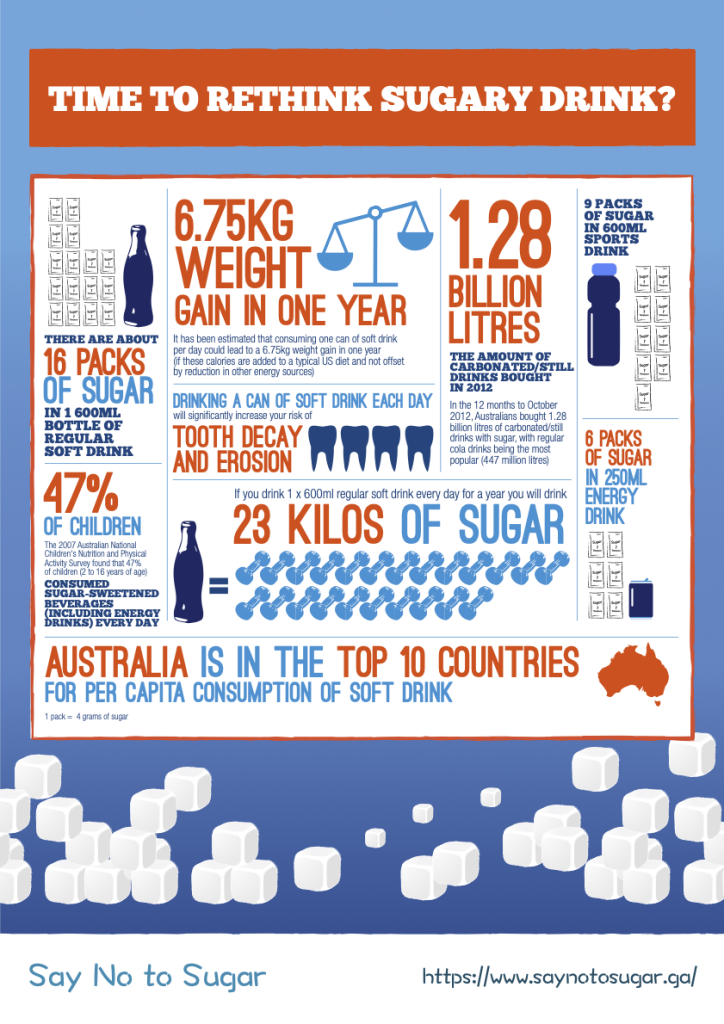 TIME TO RETHINK SUGARY DRINK?
THERE ARE ABOUT
16 PACKS
OF SUGAR
IN 1 600ML
BOTTLE OF
REGULAR
SOFT DRINK
47%
OF CHILDREN
The 2007 Australian National
Children's Nutrition and Physical
Activity Survey found that 47%
of children (2 to 16 years of age)
CONSUMED
SUGAR-SWEETENED
BEVERAGES
(INCLUDING ENERGY
DRINKS) EVERY DAY
6.75KG
WEIGHT
GAIN IN ONE YEAR
It has been estimated that consuming one can of soft drink
per day could lead to a 6.75kg weight gain in one year
(if these calories are added to a typical US diet and not offset
by reduction in other energy sources)
DRINKING A CAN OF SOFT DRINK EACH DAY
will significantly increase your risk of
TOOTH DECAY
AND EROSION
1.28
BILLION
LITRES
THE AMOUNT OF
CARBONATED/STILL
DRINKS BOUGHT
IN 2012
In the 12 months to October
2012, Australians bought 1.28
billion litres of carbonated/still
drinks with sugar, with regular
cola drinks being the most
popular (447 million litres)
If you drink 1 x 600ml regular soft drink every day for a year you will drink
23 KILOS OF SUGAR
=
9 PACKS
OF SUGAR
IN 600ML
SPORTS
DRINK
6 PACKS
OF SUGAR
IN 250ML
ENERGY
DRINK
AUSTRALIA IS IN THE TOP 10 COUNTRIES
FOR PER CAPITA CONSUMPTION OF SOFT DRINK
1 pack = 4 grams of sugar
Say No to Sugar
https://www.saynotosugar.ga/